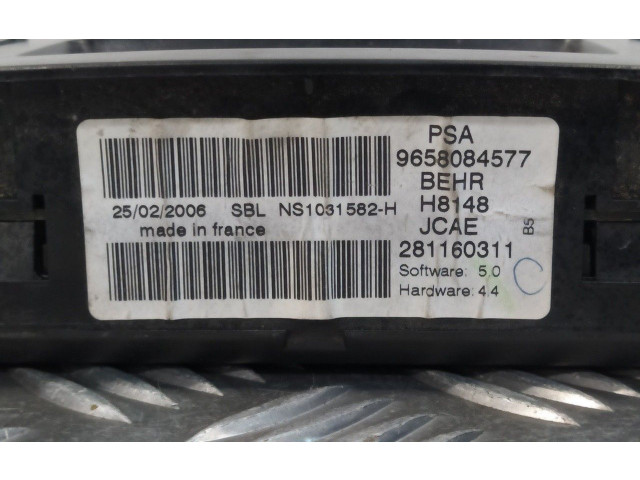 PSA
9658084577
BEHR
25/02/2006 SBL NS1031582-H
H8148
made in france
JCAE
B5
281160311
Software: 5.0
Hardware: 4.4
C